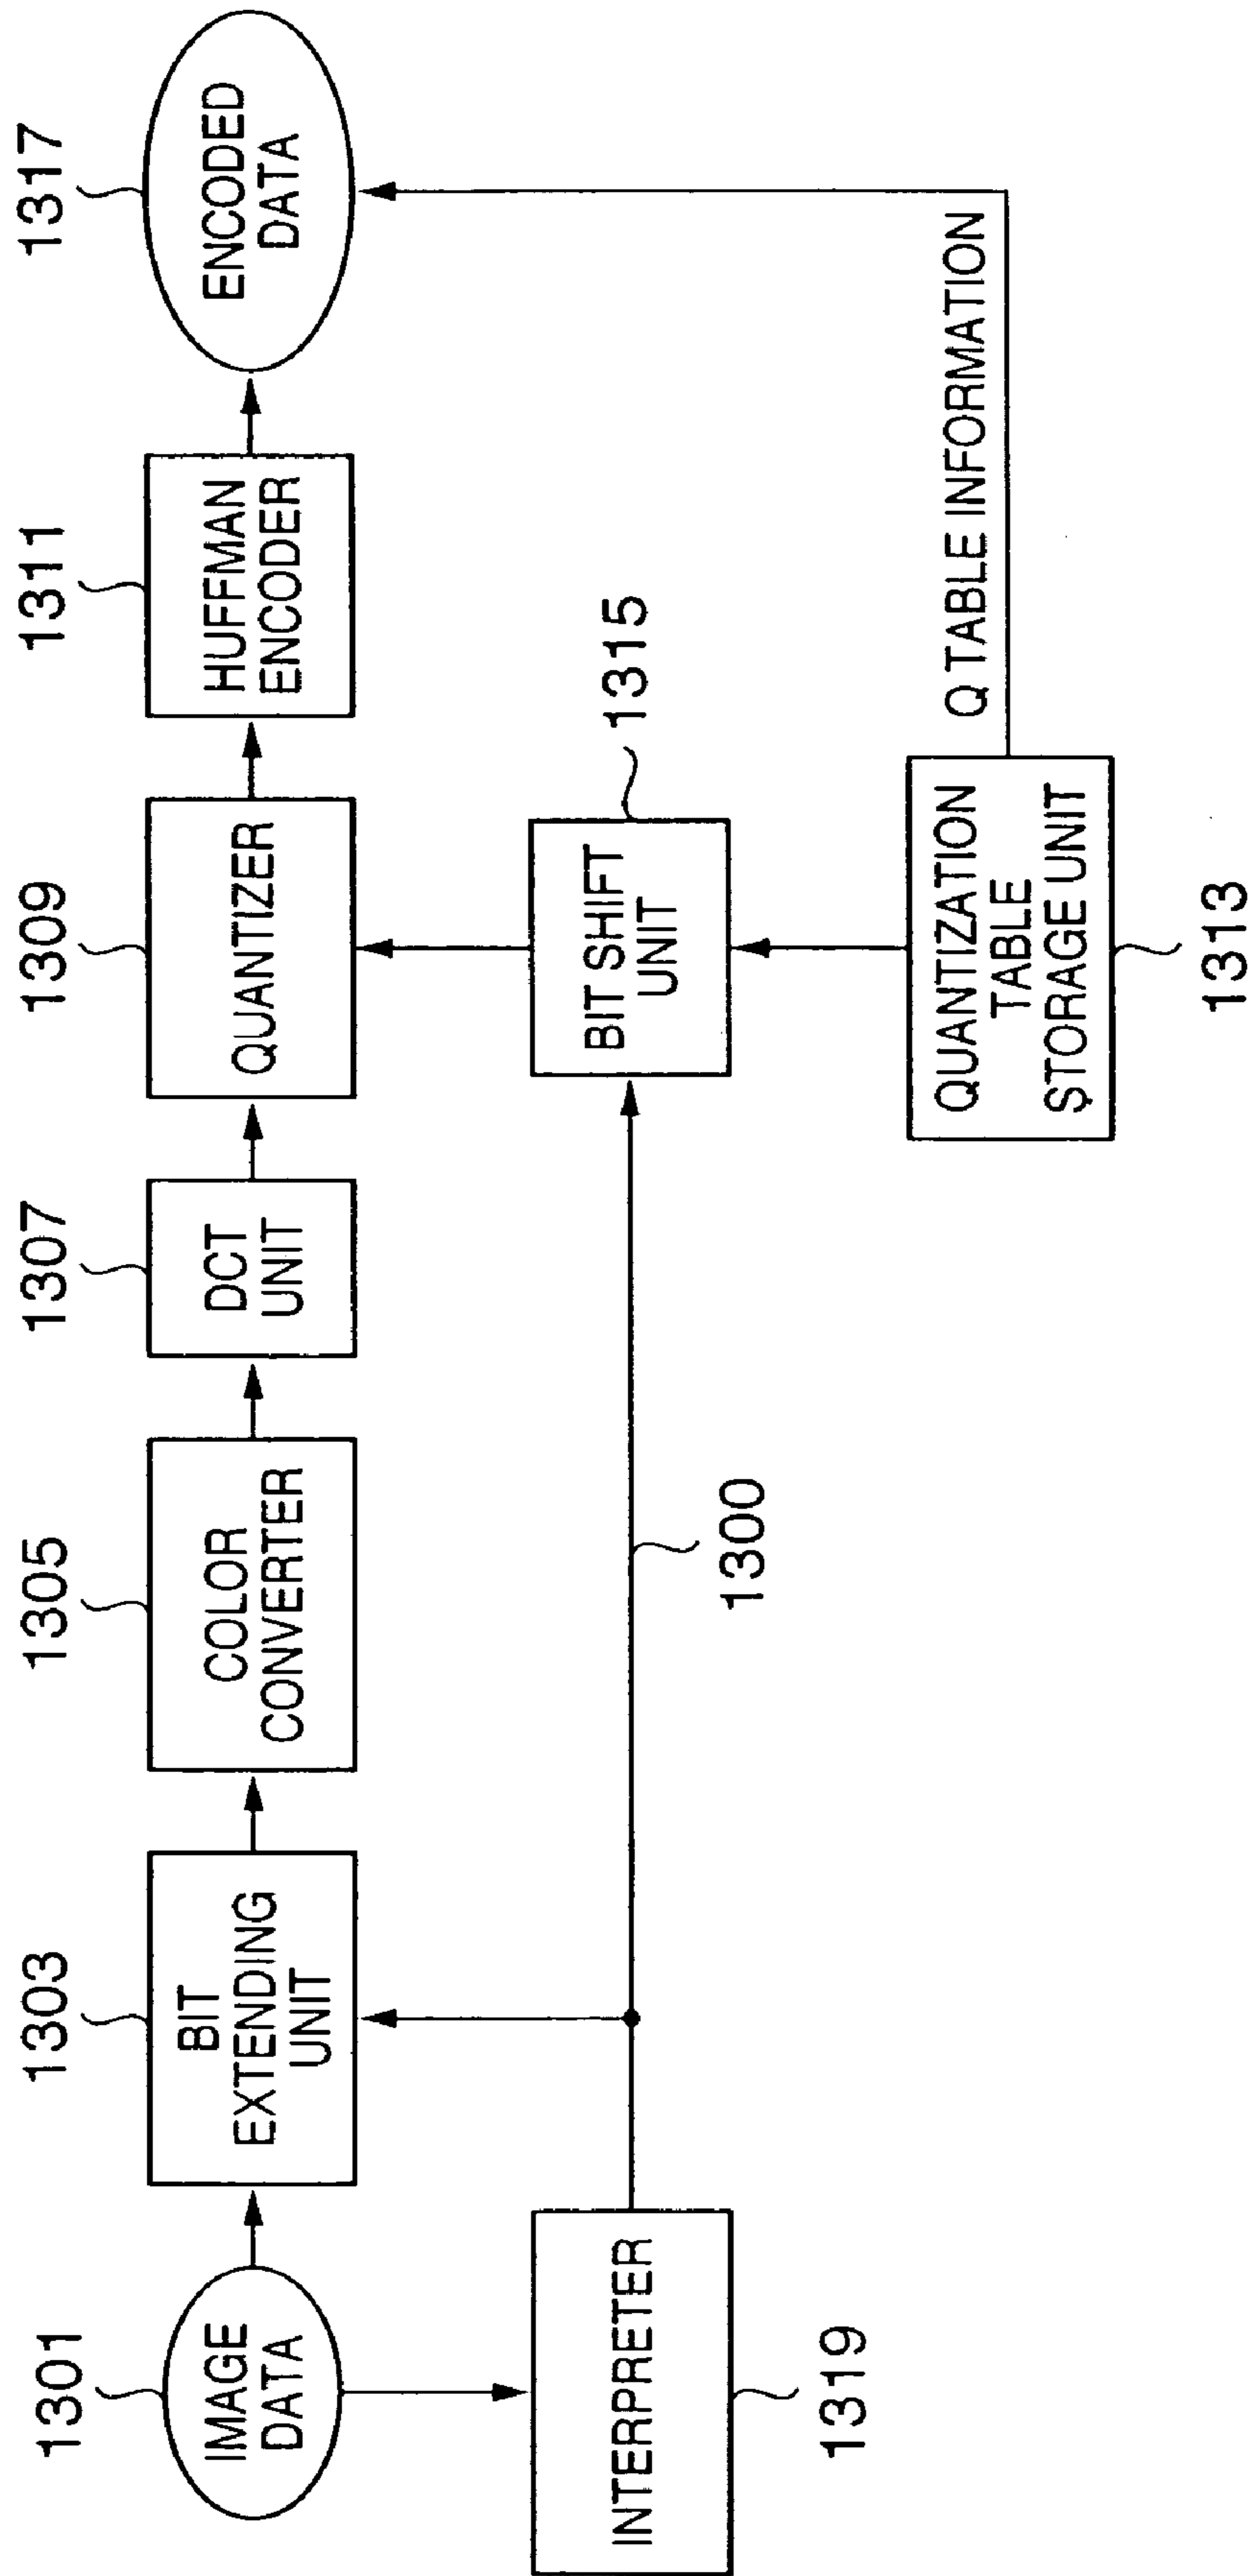 1301
IMAGE
DATA
1303
BIT
EXTENDING
UNIT
1305
COLOR
CONVERTER
1307
DCT
UNIT
1309
QUANTIZER
1311
HUFFMAN
ENCODER
1317
ENCODED
DATA
INTERPRETER
1319
1300
BIT SHIFT
UNIT
1315
QUANTIZATION
TABLE
STORAGE UNIT
1313
Q TABLE INFORMATION